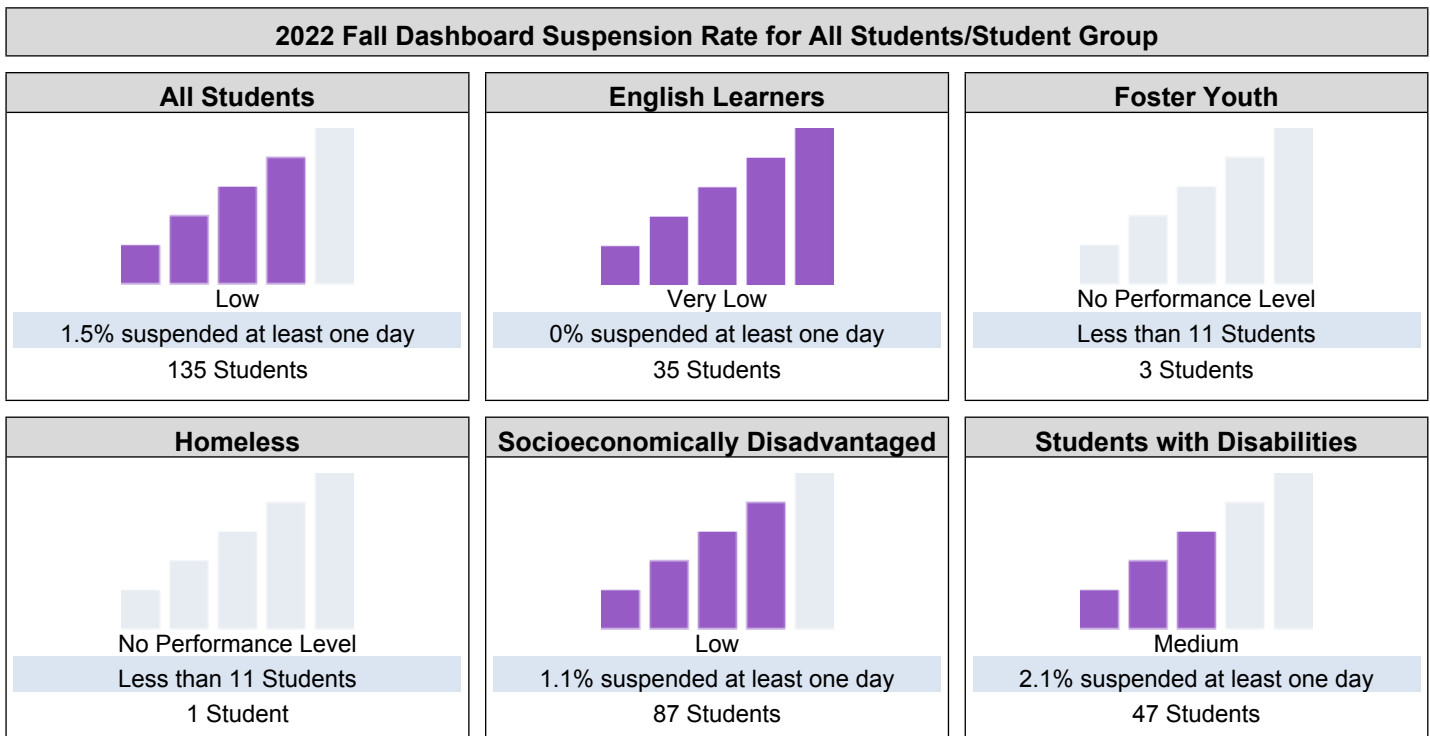 2022 Fall Dashboard Suspension Rate for All Students/Student Group
All Students
Low
1.5% suspended at least one day
135 Students
English Learners
Very Low
0% suspended at least one day
35 Students
Foster Youth
No Performance Level
Less than 11 Students
3 Students
Homeless
No Performance Level
Less than 11 Students
1 Student
Socioeconomically Disadvantaged
Low
1.1% suspended at least one day
87 Students
Students with Disabilities
Medium
2.1% suspended at least one day
47 Students